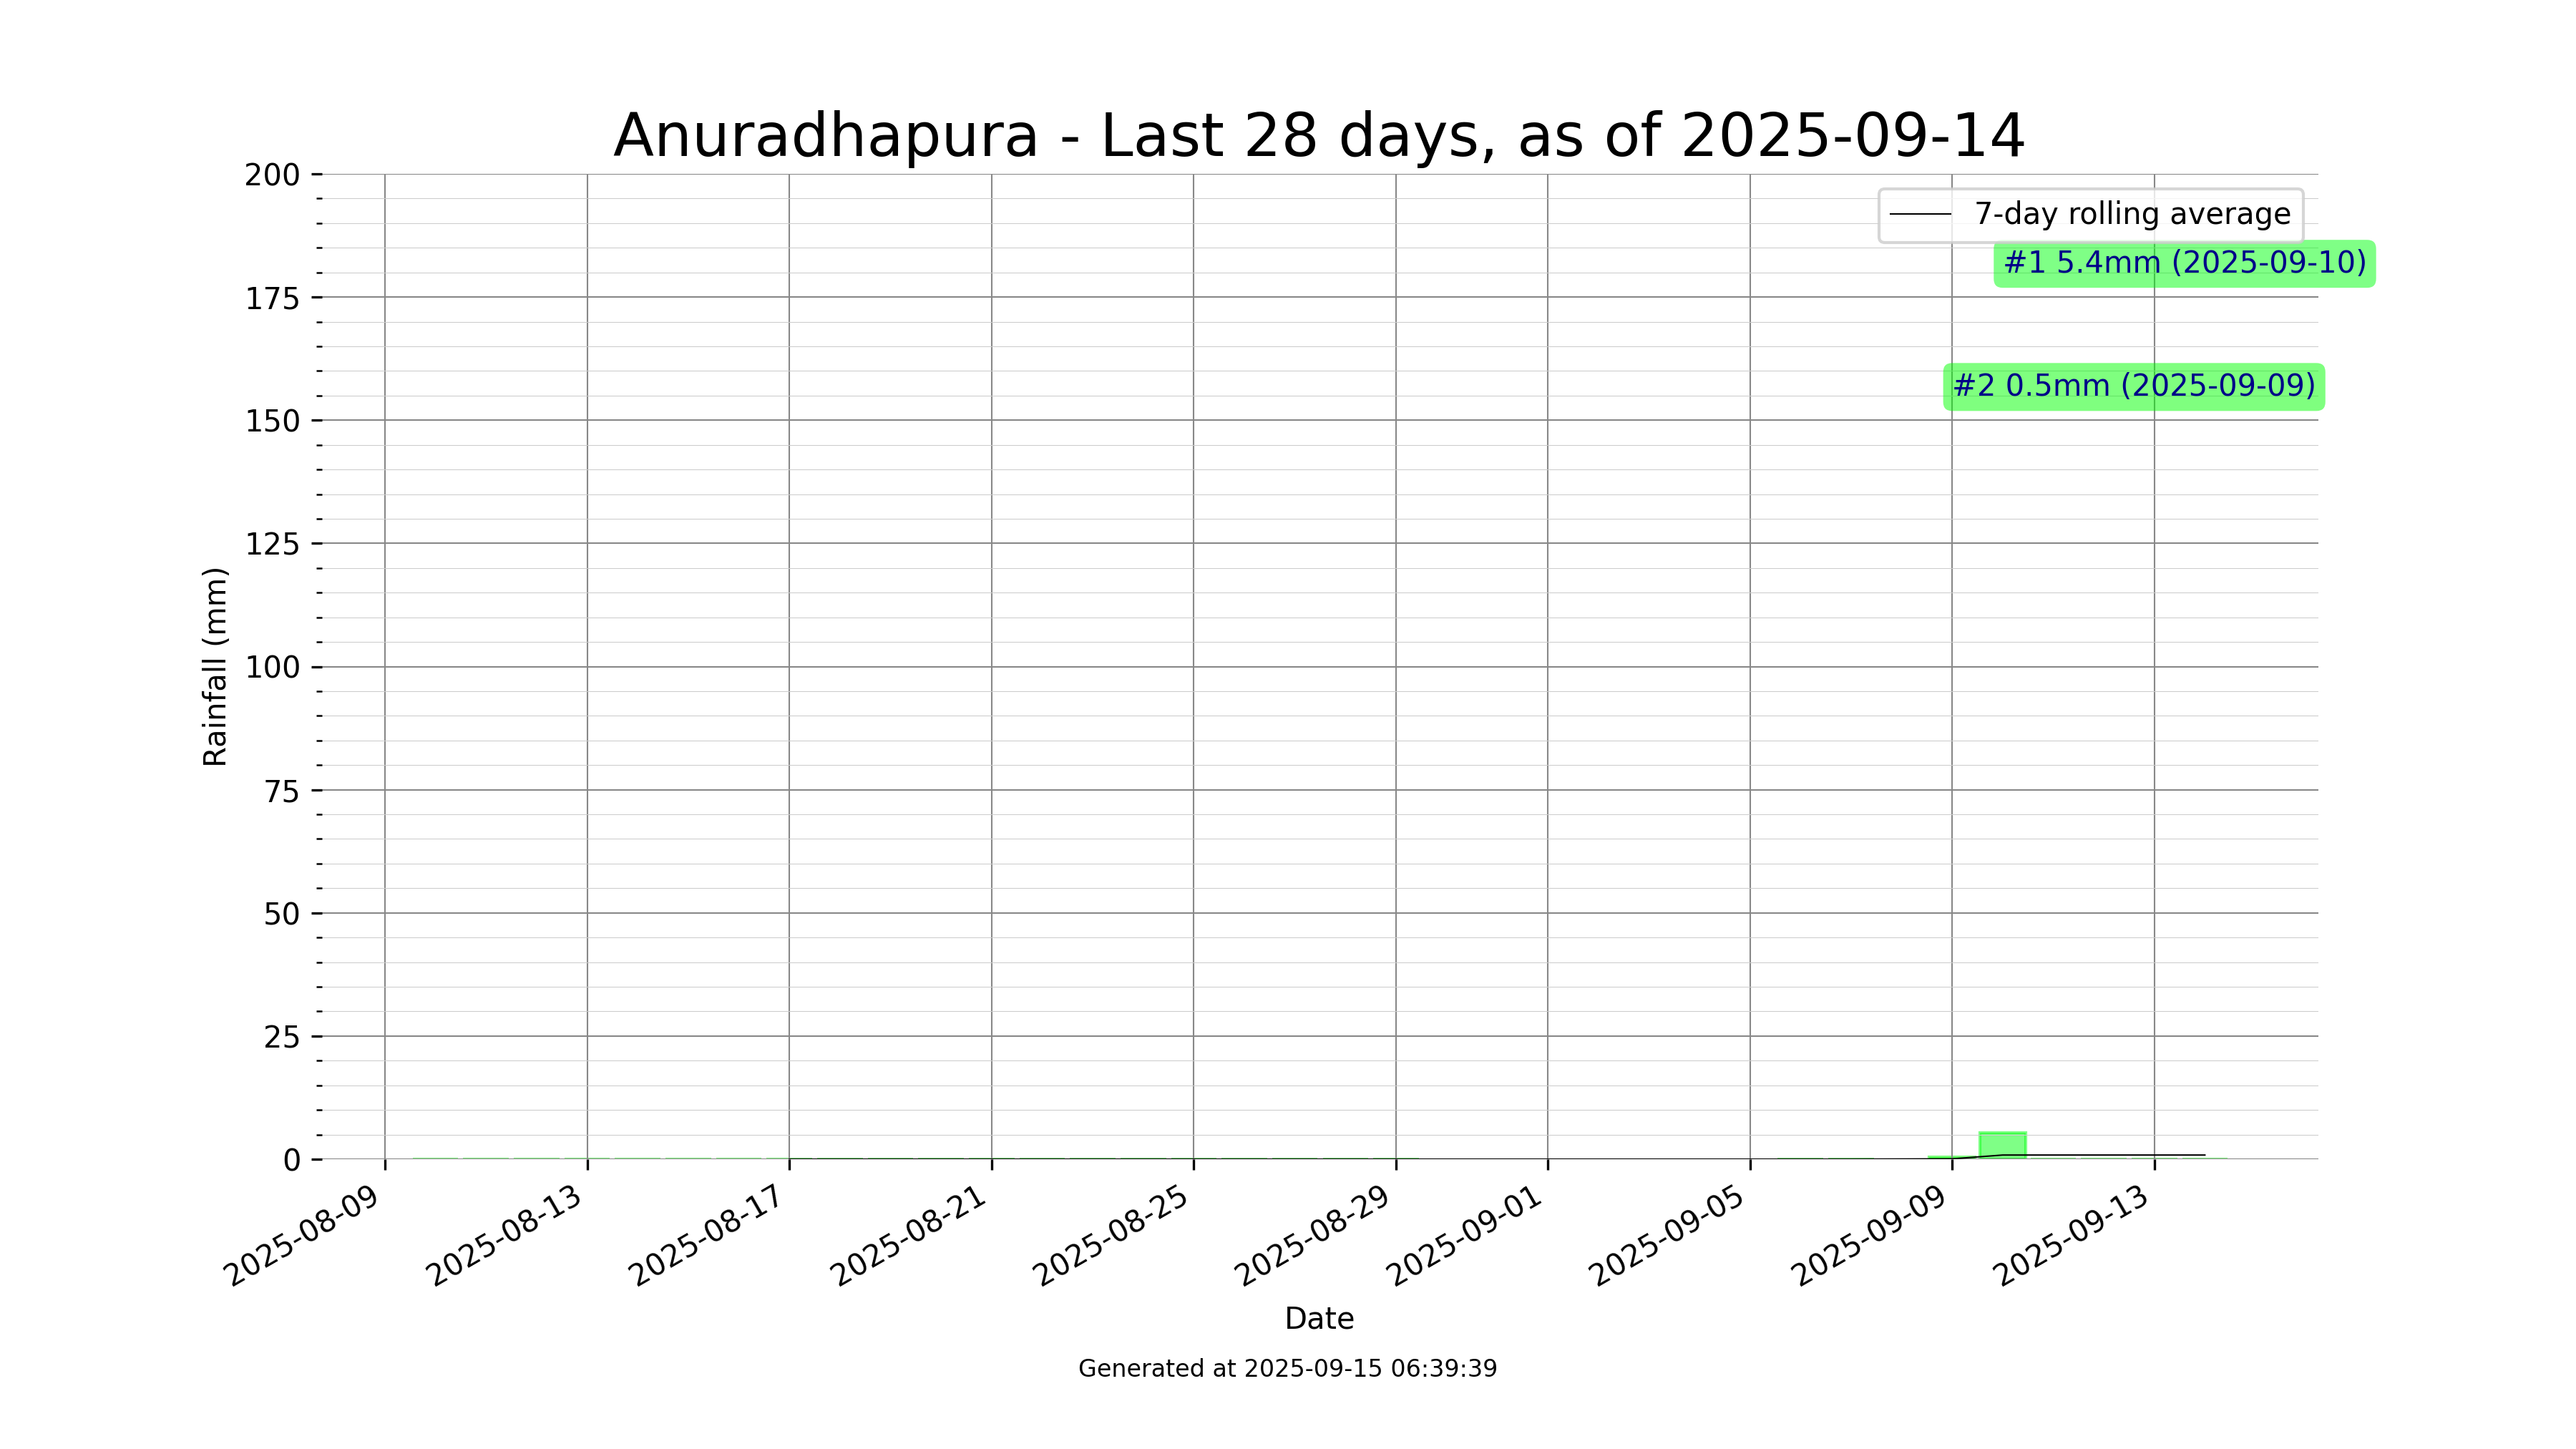 Anuradhapura - Last 28 days, as of 2025-09-14
200
175
150
125
100
75
50
25
0
Rainfall (mm)
7-day rolling average
#1 5.4mm (2025-09-10)
#2 0.5mm (2025-09-09)
2025-08-09
2025-08-13
2025-08-17
2025-08-21
2025-08-25
2025-08-29
2025-09-01
2025-09-05
2025-09-09
2025-09-13
Date
Generated at 2025-09-15 06:39:39